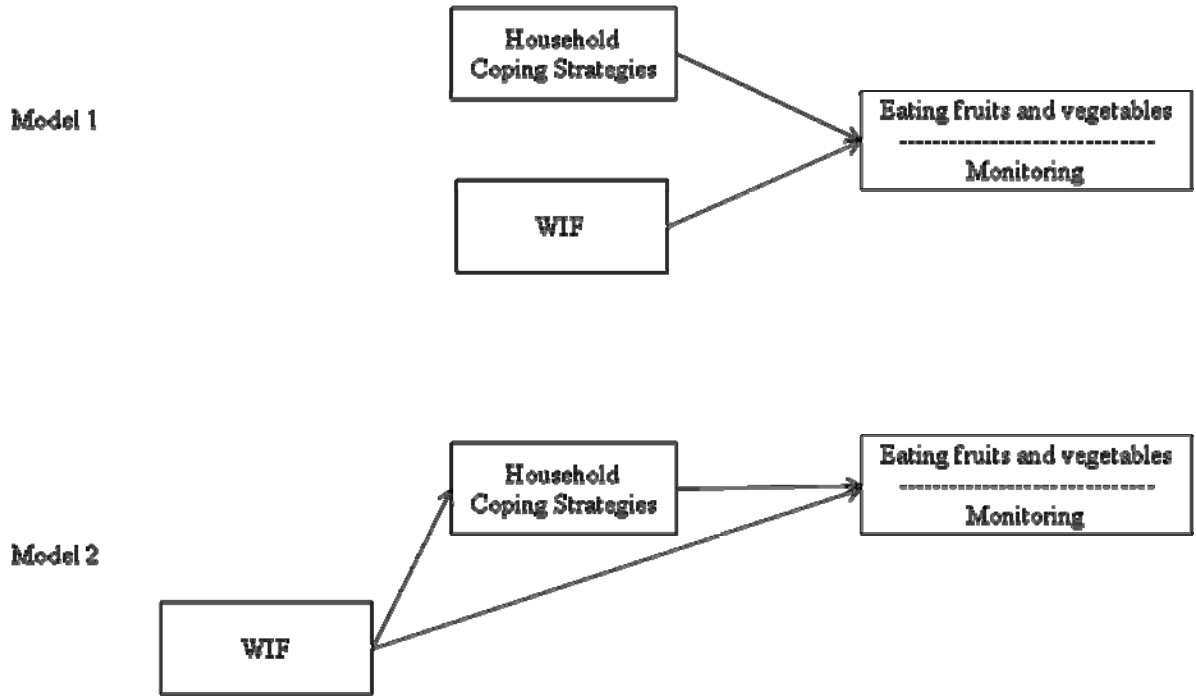 Household
Coping Strategies
Model 1
Eating fruits and vegetables
------------------------------
Monitoring
WIF
Household
Coping Strategies
Eating fruits and vegetables
------------------------------
Monitoring
Model 2
WIF